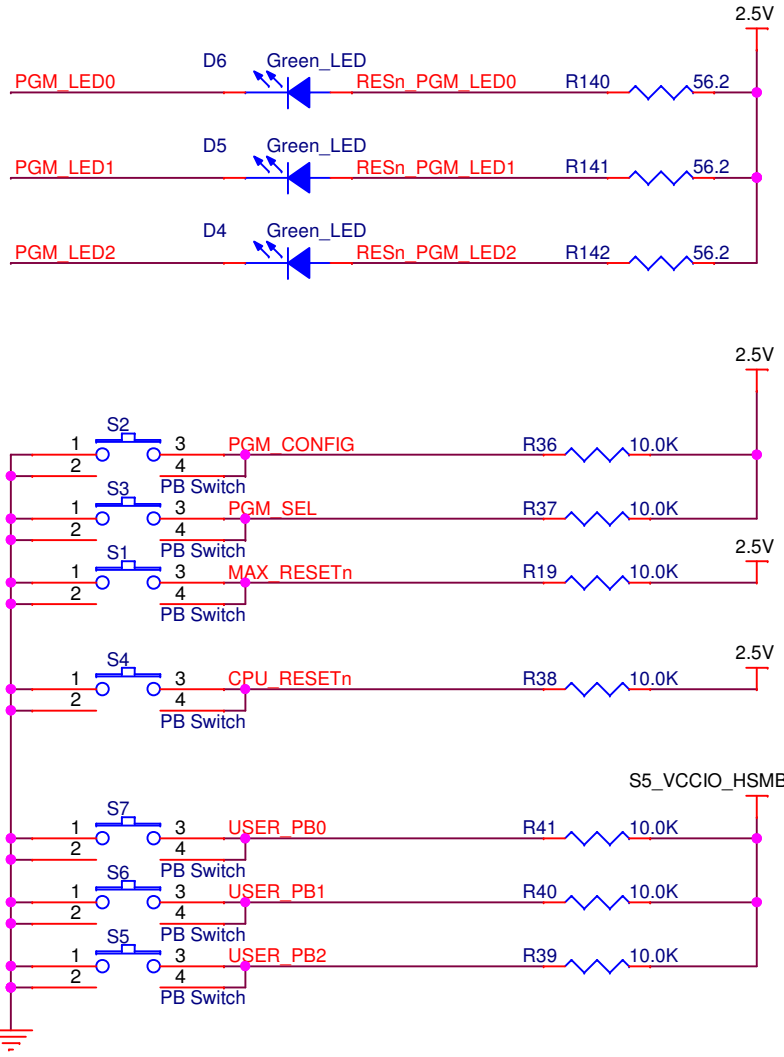 2.5V
D6 Green_LED
PGM_LED0 RESn_PGM_LED0 R140 56.2
D5 Green_LED
PGM_LED1 RESn_PGM_LED1 R141 56.2
D4 Green_LED
PGM_LED2 RESn_PGM_LED2 R142 56.2
2.5V
S2
1 3 PGM_CONFIG R36 10.0K
2 4
PB Switch
S3
1 3 PGM_SEL R37 10.0K
2 4
PB Switch
2.5V
S1
1 3 MAX_RESETn R19 10.0K
2 4
PB Switch
2.5V
S4
1 3 CPU_RESETn R38 10.0K
2 4
PB Switch
S5_VCCIO_HSMB
S7
1 3 USER_PB0 R41 10.0K
2 4
PB Switch
S6
1 3 USER_PB1 R40 10.0K
2 4
PB Switch
S5
1 3 USER_PB2 R39 10.0K
2 4
PB Switch